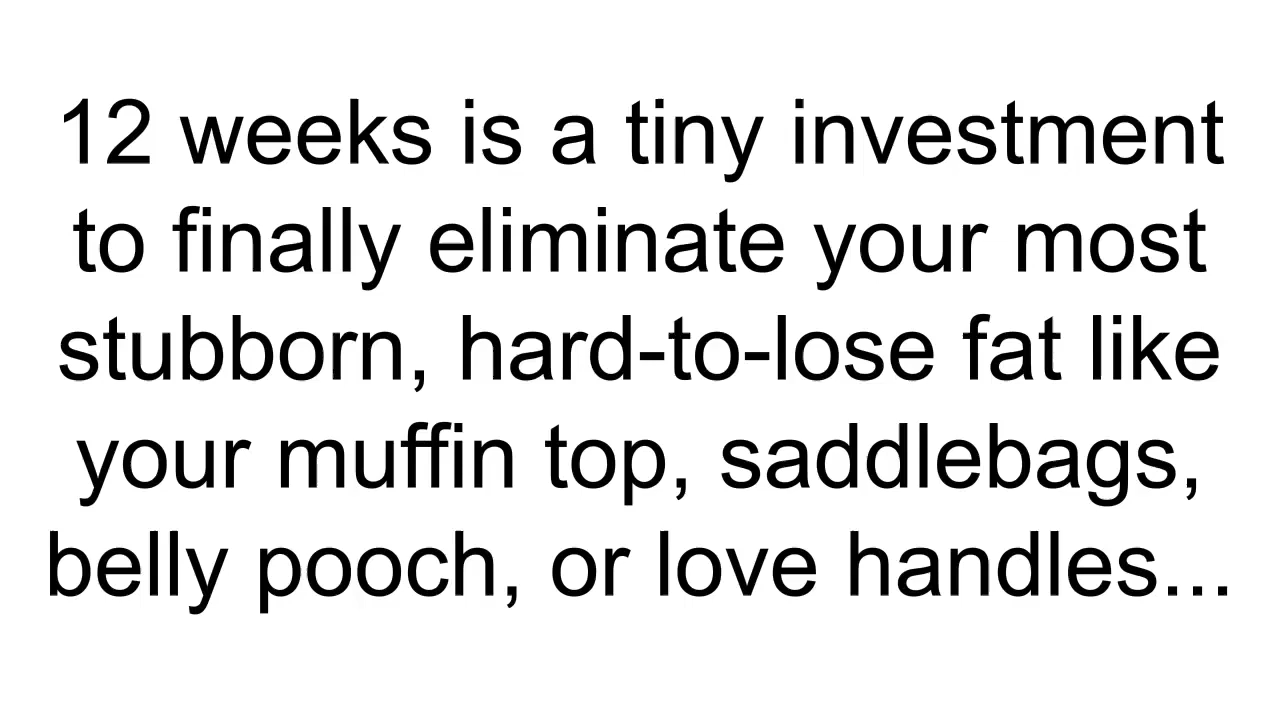 12 weeks is a tiny investment
to finally eliminate your most
stubborn, hard-to-lose fat like
your muffin top, saddlebags,
belly pooch, or love handles...